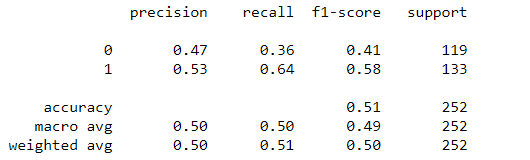 precision recall f1-score support
0 0.47 0.36 0.41 119
1 0.53 0.64 0.58 133
accuracy 0.51 252
macro avg 0.50 0.50 0.49 252
weighted avg 0.50 0.51 0.50 252